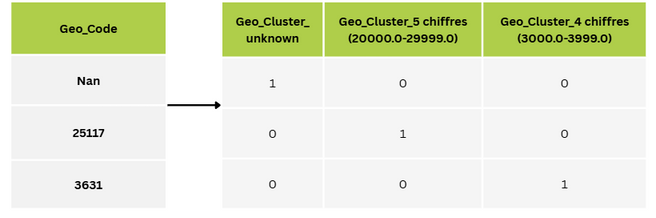 Geo_Code
Nan
25117
3631
Geo_Cluster_
unknown
Geo_Cluster_5 chiffres
(20000.0-29999.0)
Geo_Cluster_4 chiffres
(3000.0-3999.0)
1 0 0
0 1 0
0 0 1